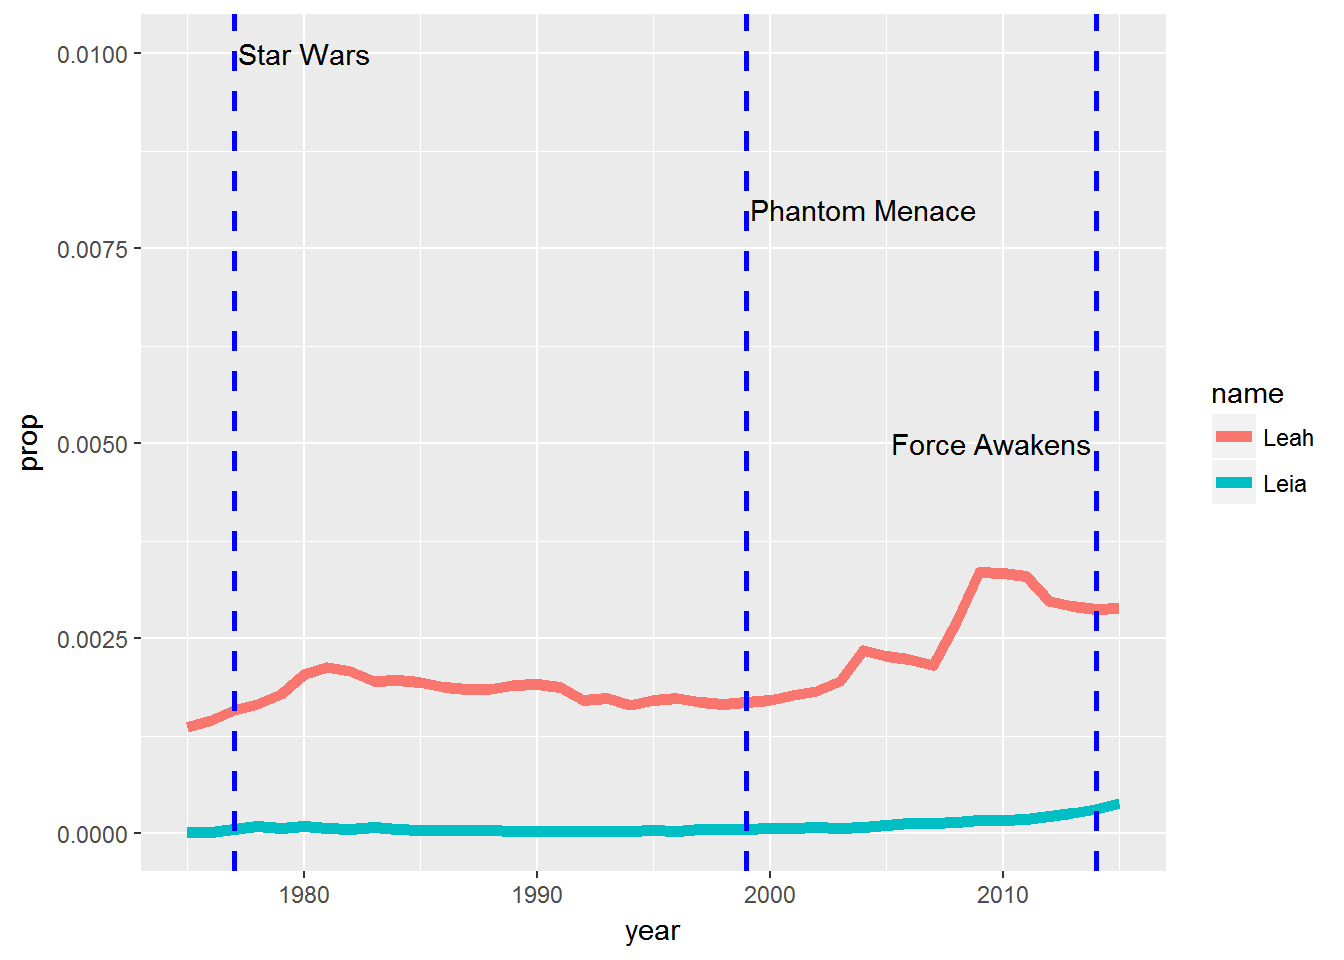 0.0100
0.0075
0.0050
0.0025
0.0000
prop
Star Wars
Phantom Menace
Force Awakens
1980
1990
2000
2010
year
name
Leah
Leia